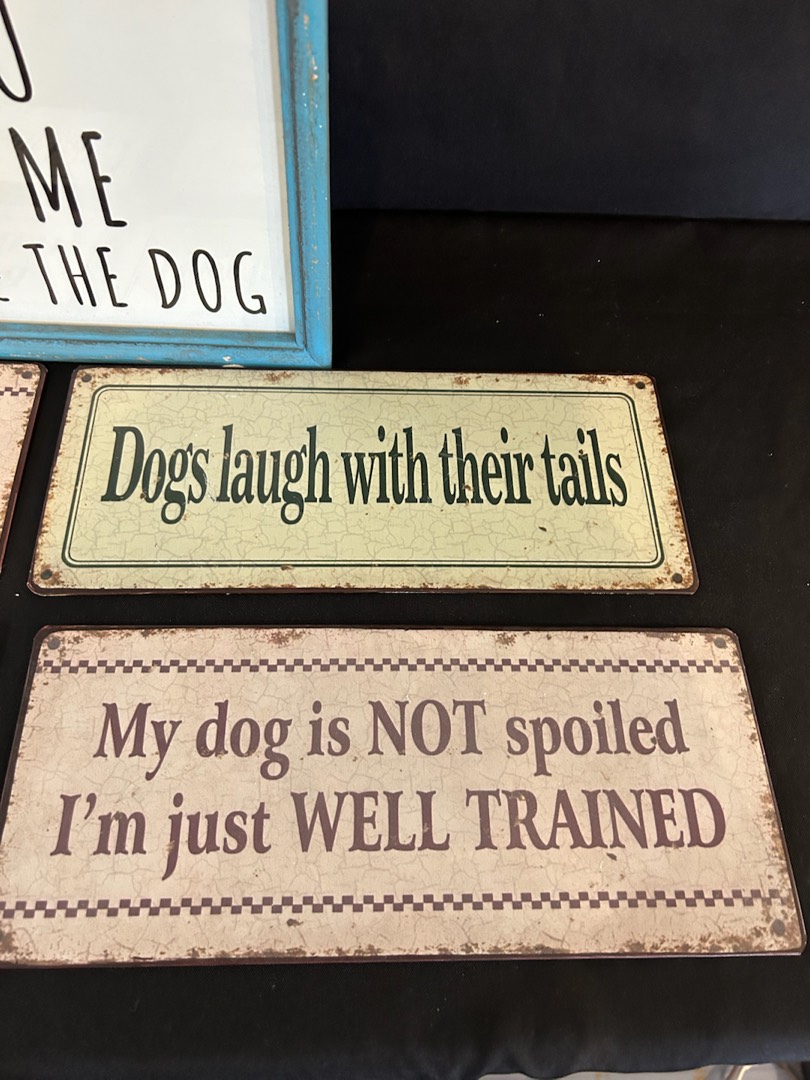 ME
THE DOG
Dogs laugh with their tails
My dog is NOT spoiled
I'm just WELL TRAINED